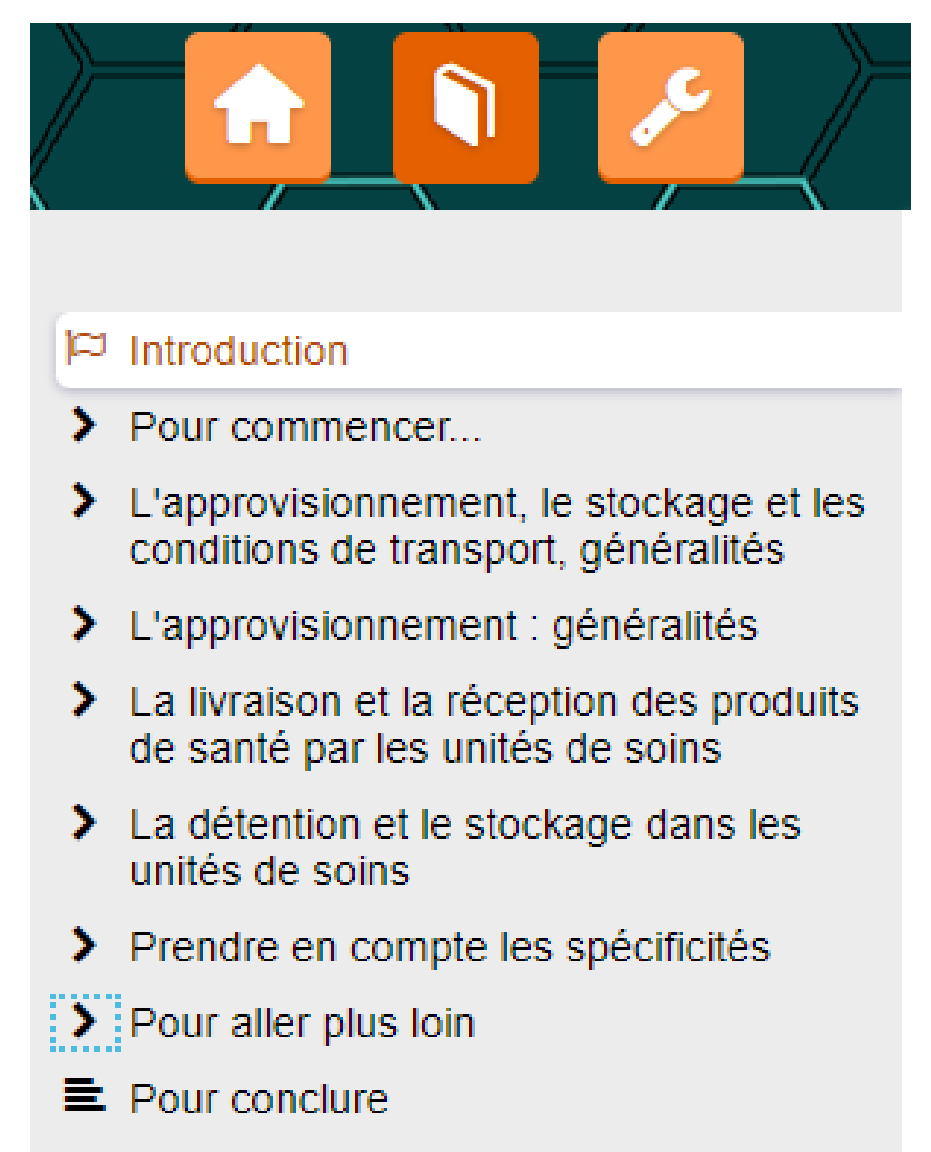 Introduction
Pour commencer...
L'approvisionnement, le stockage et les
conditions de transport, généralités
L'approvisionnement : généralités
La livraison et la réception des produits
de santé par les unités de soins
La détention et le stockage dans les
unités de soins
Prendre en compte les spécificités
Pour aller plus loin
Pour conclure